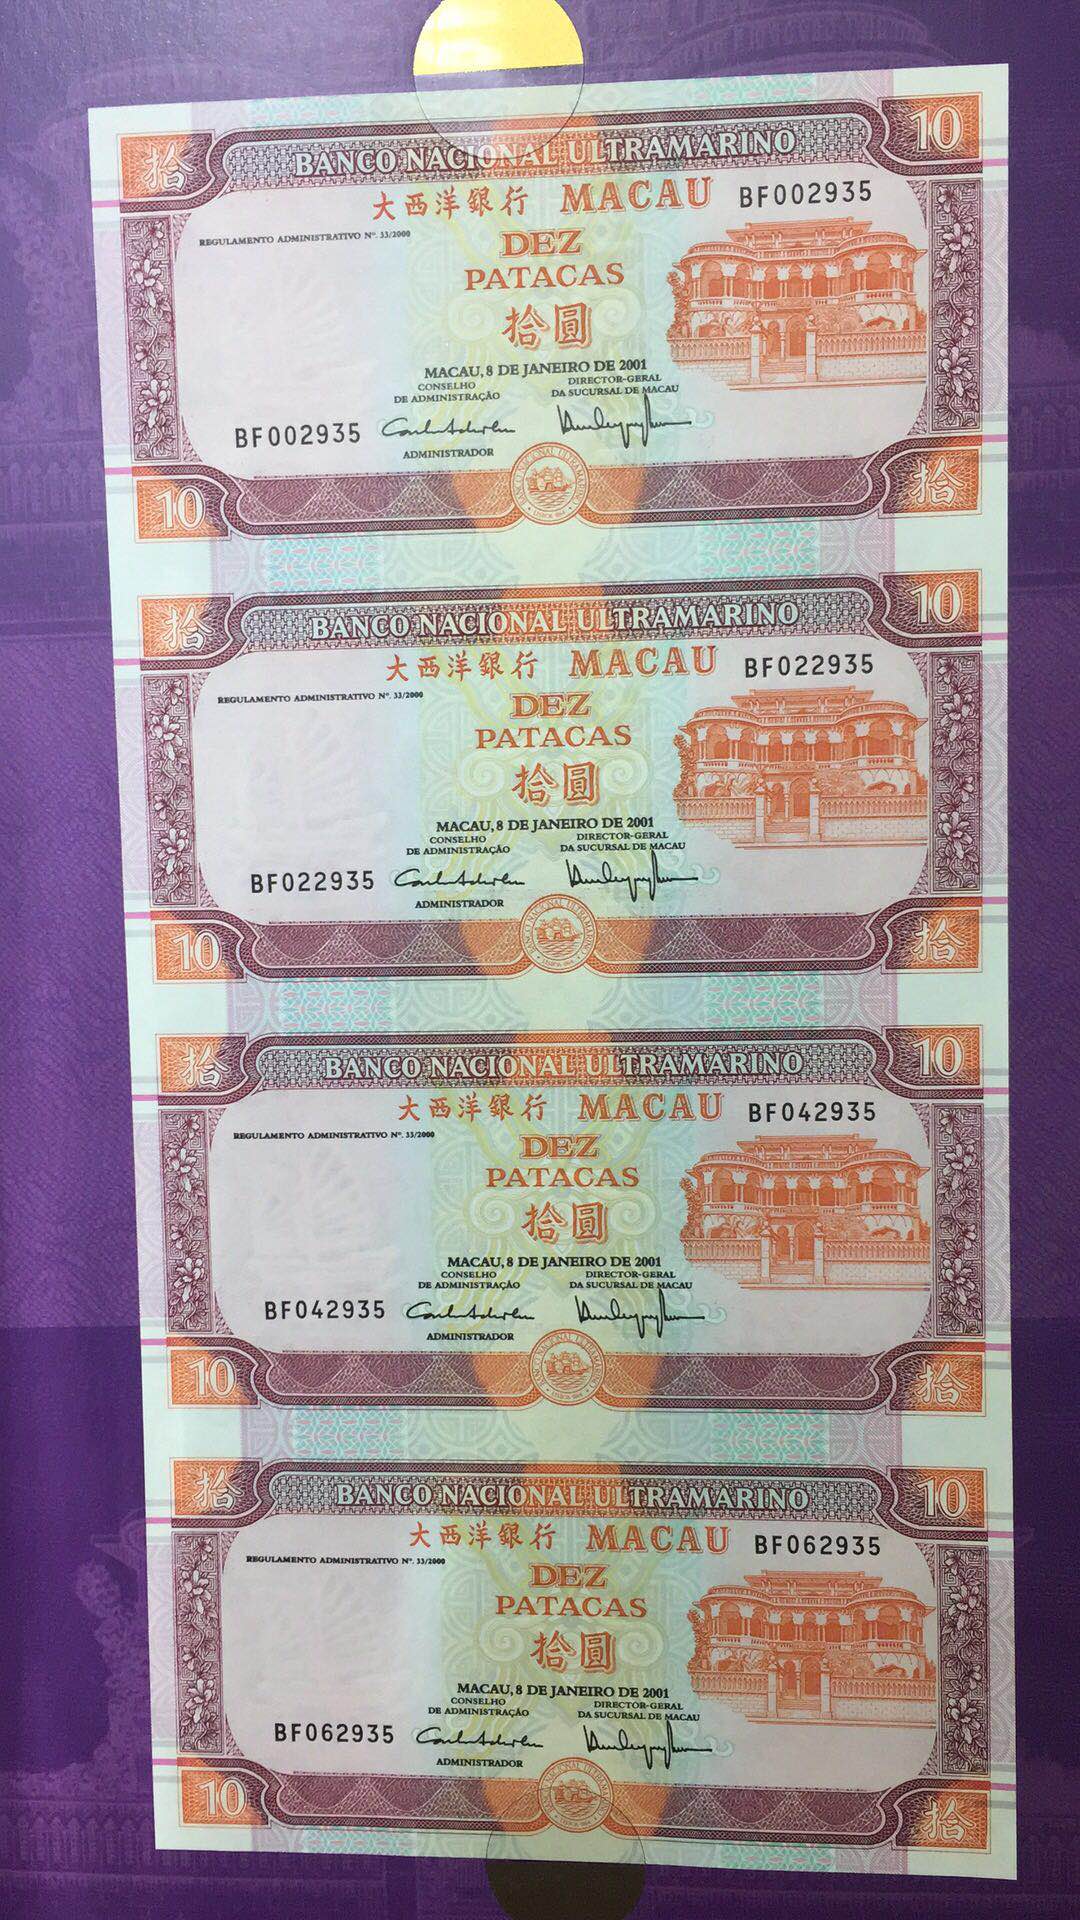 拾 BANCO NACIONAL ULTRAMARINO 10
大西洋銀行 MACAU BF002935
REGULAMENTO ADMINISTRATIVO Nº. 33/2000
DEZ
PATACAS
拾圓
MACAU, 8 DE JANEIRO DE 2001
CONSELHO DIRECTOR-GERAL
DE ADMINISTRAÇÃO DA SUCURSAL DE MACAU
BF002935
ADMINISTRADOR
10 拾
拾 BANCO NACIONAL ULTRAMARINO 10
大西洋銀行 MACAU BF022935
REGULAMENTO ADMINISTRATIVO Nº. 33/2000
DEZ
PATACAS
拾圓
MACAU, 8 DE JANEIRO DE 2001
CONSELHO DIRECTOR-GERAL
DE ADMINISTRAÇÃO DA SUCURSAL DE MACAU
BF022935
ADMINISTRADOR
10 拾
拾 BANCO NACIONAL ULTRAMARINO 10
大西洋銀行 MACAU BF042935
REGULAMENTO ADMINISTRATIVO Nº. 33/2000
DEZ
PATACAS
拾圓
MACAU, 8 DE JANEIRO DE 2001
CONSELHO DIRECTOR-GERAL
DE ADMINISTRAÇÃO DA SUCURSAL DE MACAU
BF042935
ADMINISTRADOR
10 拾
拾 BANCO NACIONAL ULTRAMARINO 10
大西洋銀行 MACAU BF062935
REGULAMENTO ADMINISTRATIVO Nº. 33/2000
DEZ
PATACAS
拾圓
MACAU, 8 DE JANEIRO DE 2001
CONSELHO DIRECTOR-GERAL
DE ADMINISTRAÇÃO DA SUCURSAL DE MACAU
BF062935
ADMINISTRADOR
10 拾